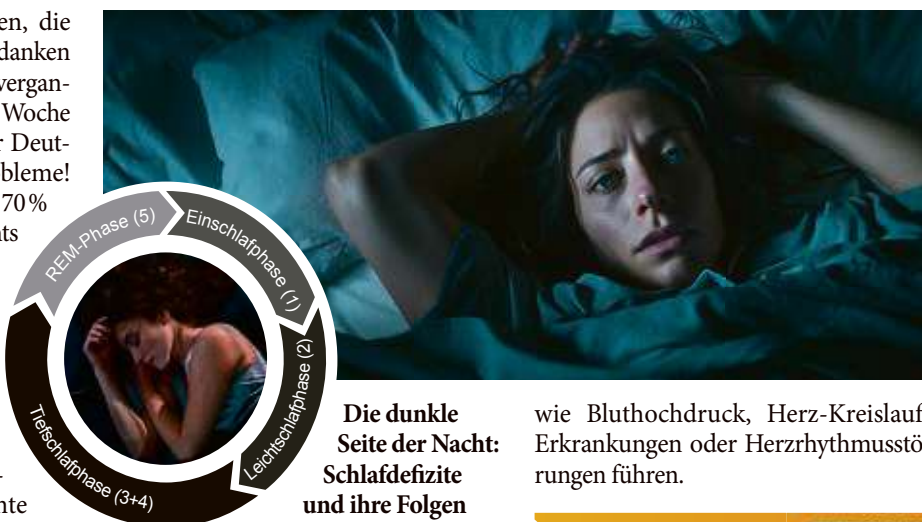 en, die
danken
vergan-
Woche
r Deut-
bleme!
70 %
ts
-
nte
REM-Phase (5)
Einschlafphase (1)
Leichtschlafphase (2)
Tiefschlafphase (3+4)
Die dunkle
Seite der Nacht:
Schlafdefizite
und ihre Folgen
wie Bluthochdruck, Herz-Kreislauf
Erkrankungen oder Herzrhythmusstö
rungen führen.